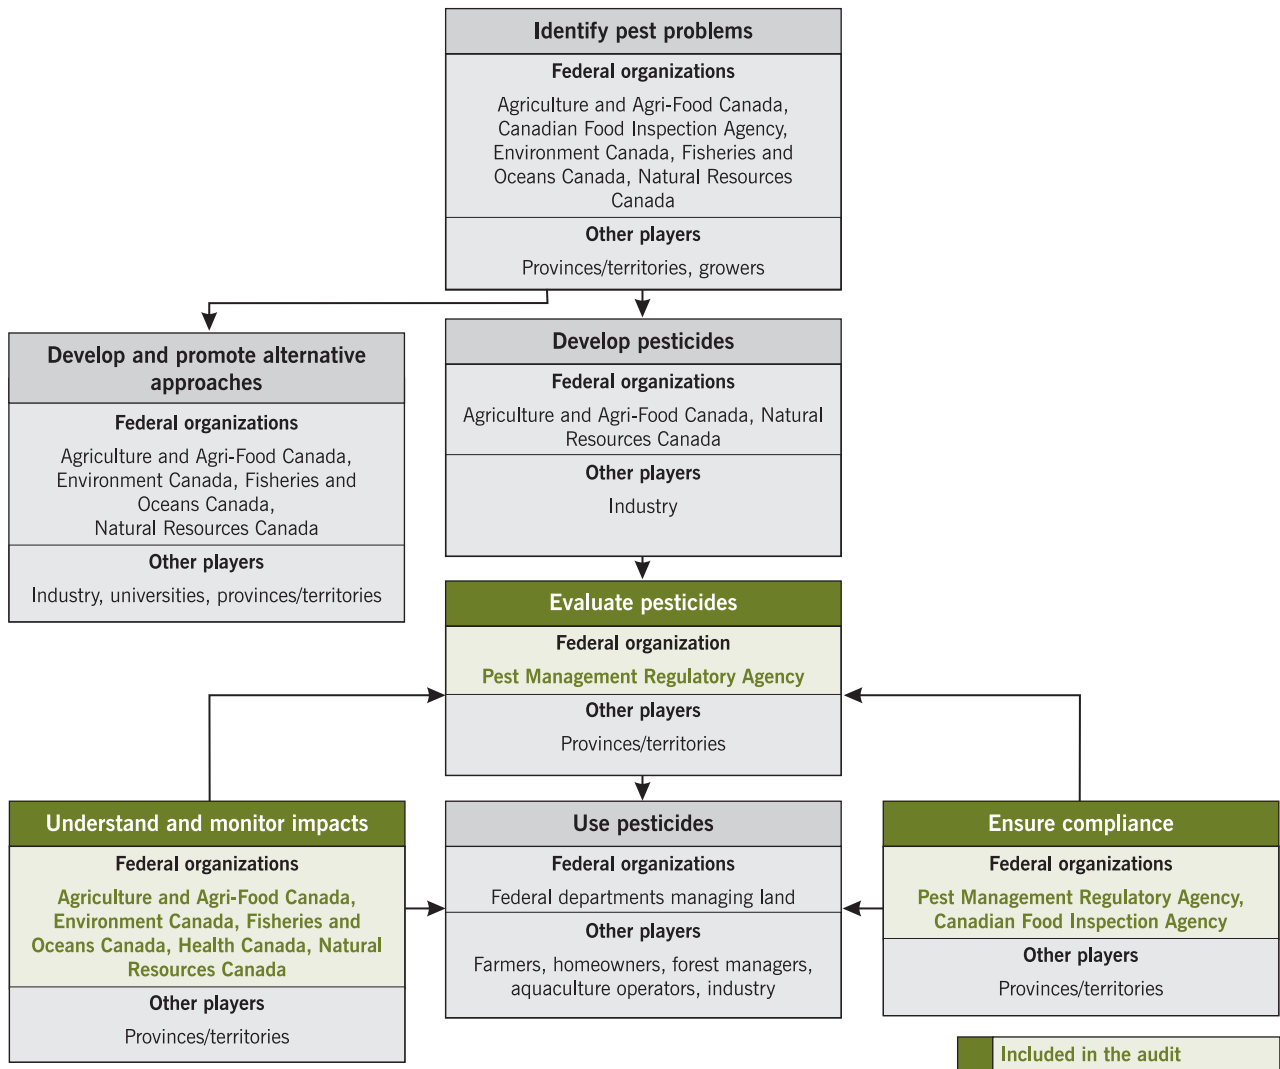 Identify pest problems
Federal organizations
Agriculture and Agri-Food Canada,
Canadian Food Inspection Agency,
Environment Canada, Fisheries and
Oceans Canada, Natural Resources
Canada
Other players
Provinces/territories, growers
Develop and promote alternative
approaches
Federal organizations
Agriculture and Agri-Food Canada,
Environment Canada, Fisheries and
Oceans Canada,
Natural Resources Canada
Other players
Industry, universities, provinces/territories
Develop pesticides
Federal organizations
Agriculture and Agri-Food Canada, Natural
Resources Canada
Other players
Industry
Evaluate pesticides
Federal organization
Pest Management Regulatory Agency
Other players
Provinces/territories
Understand and monitor impacts
Federal organizations
Agriculture and Agri-Food Canada,
Environment Canada, Fisheries and
Oceans Canada, Health Canada, Natural
Resources Canada
Other players
Provinces/territories
Use pesticides
Federal organizations
Federal departments managing land
Other players
Farmers, homeowners, forest managers,
aquaculture operators, industry
Ensure compliance
Federal organizations
Pest Management Regulatory Agency,
Canadian Food Inspection Agency
Other players
Provinces/territories
Included in the audit